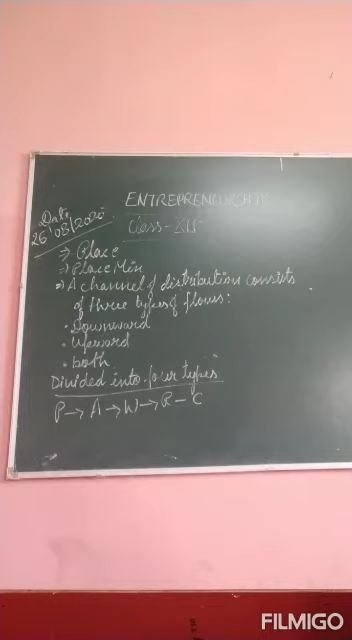 ENTREPRENEURSHIP
Date
26/08/2020
Class - XII
→ Place
→ Place Mix
→ A channel of distribution consists
of three types of flows:
• Downward
• Upward
• both
Divided into four types
P → A → W → R - C
FILMIGO